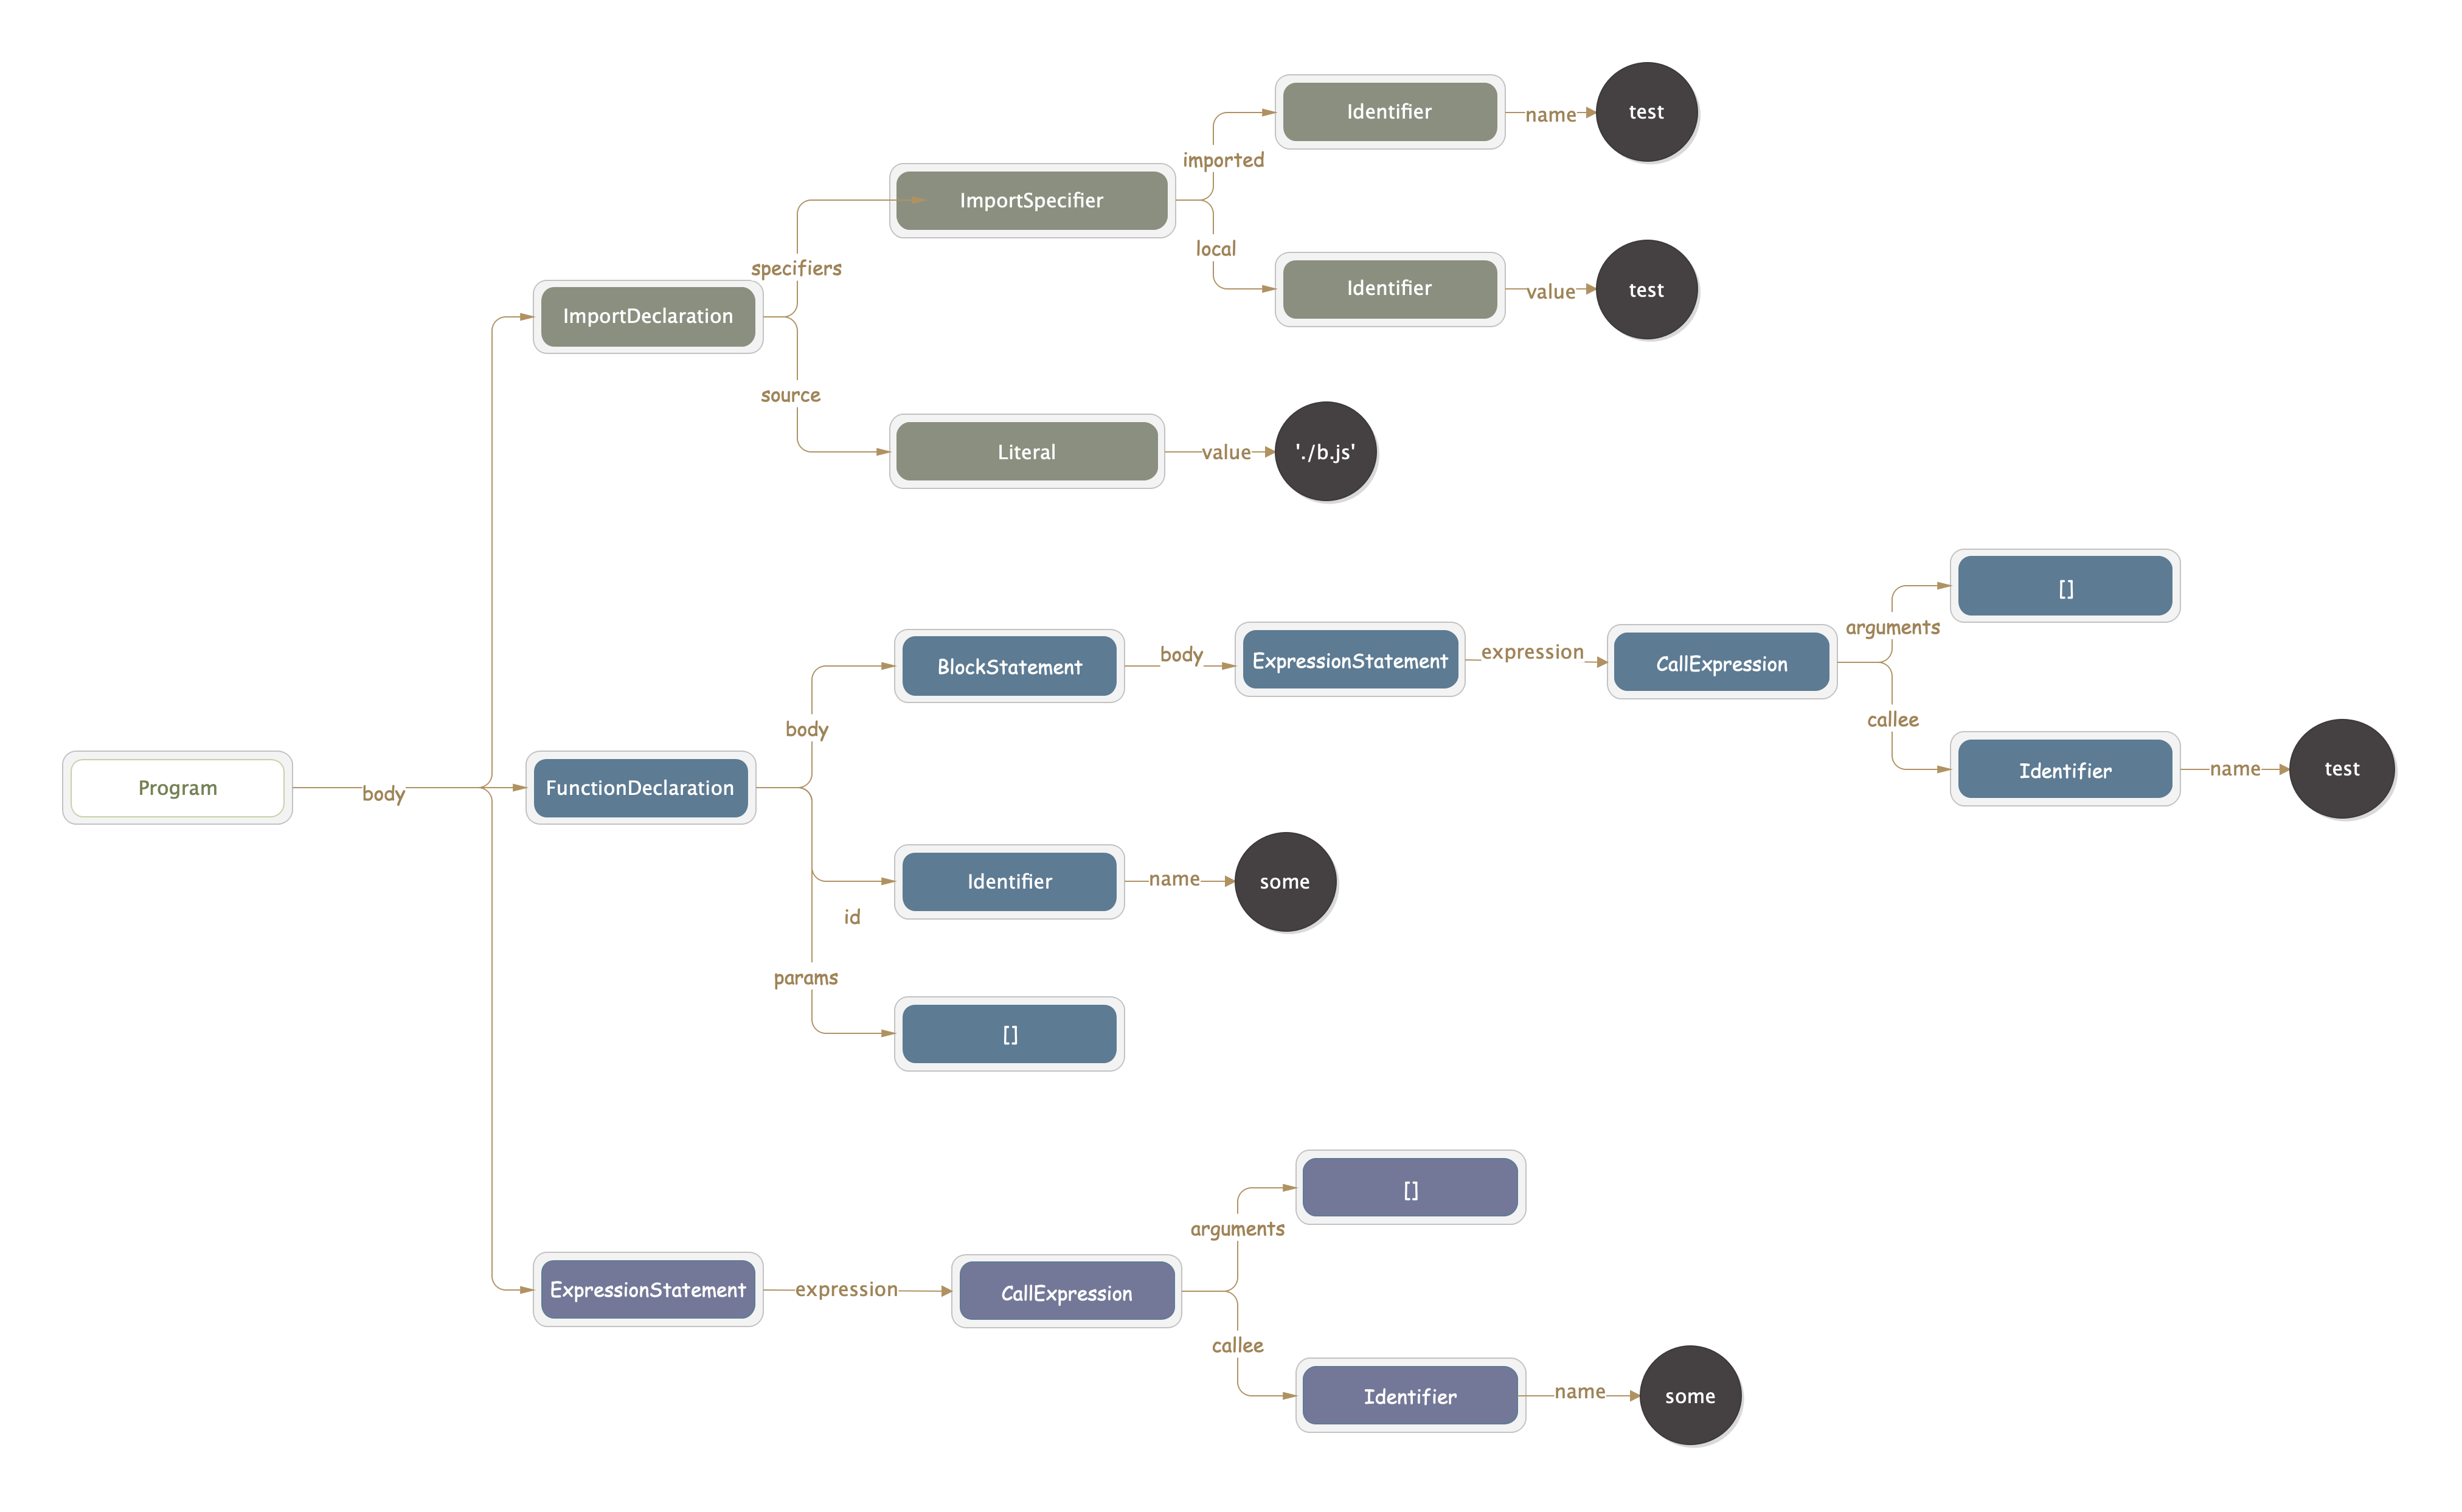 Identifier
name
test
imported
ImportSpecifier
local
specifiers
Identifier
value
test
ImportDeclaration
source
Literal
value
'./b.js'
[]
arguments
BlockStatement
body
ExpressionStatement
expression
CallExpression
callee
body
Identifier
name
test
Program
body
FunctionDeclaration
Identifier
name
some
id
params
[]
[]
arguments
ExpressionStatement
expression
CallExpression
callee
Identifier
name
some